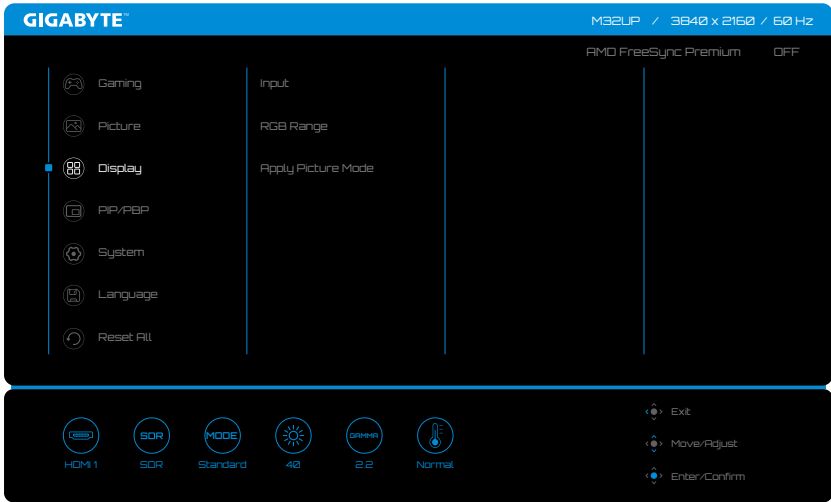 GIGABYTE™
M32UP / 3840 x 2160 / 60 Hz
AMD FreeSync Premium OFF
Gaming
Picture
Display
PIP/PBP
System
Language
Reset All
Input
RGB Range
Apply Picture Mode
SDR
MODE
GAMMA
HDMI 1
SDR
Standard
40
2.2
Normal
Exit
Move/Adjust
Enter/Confirm